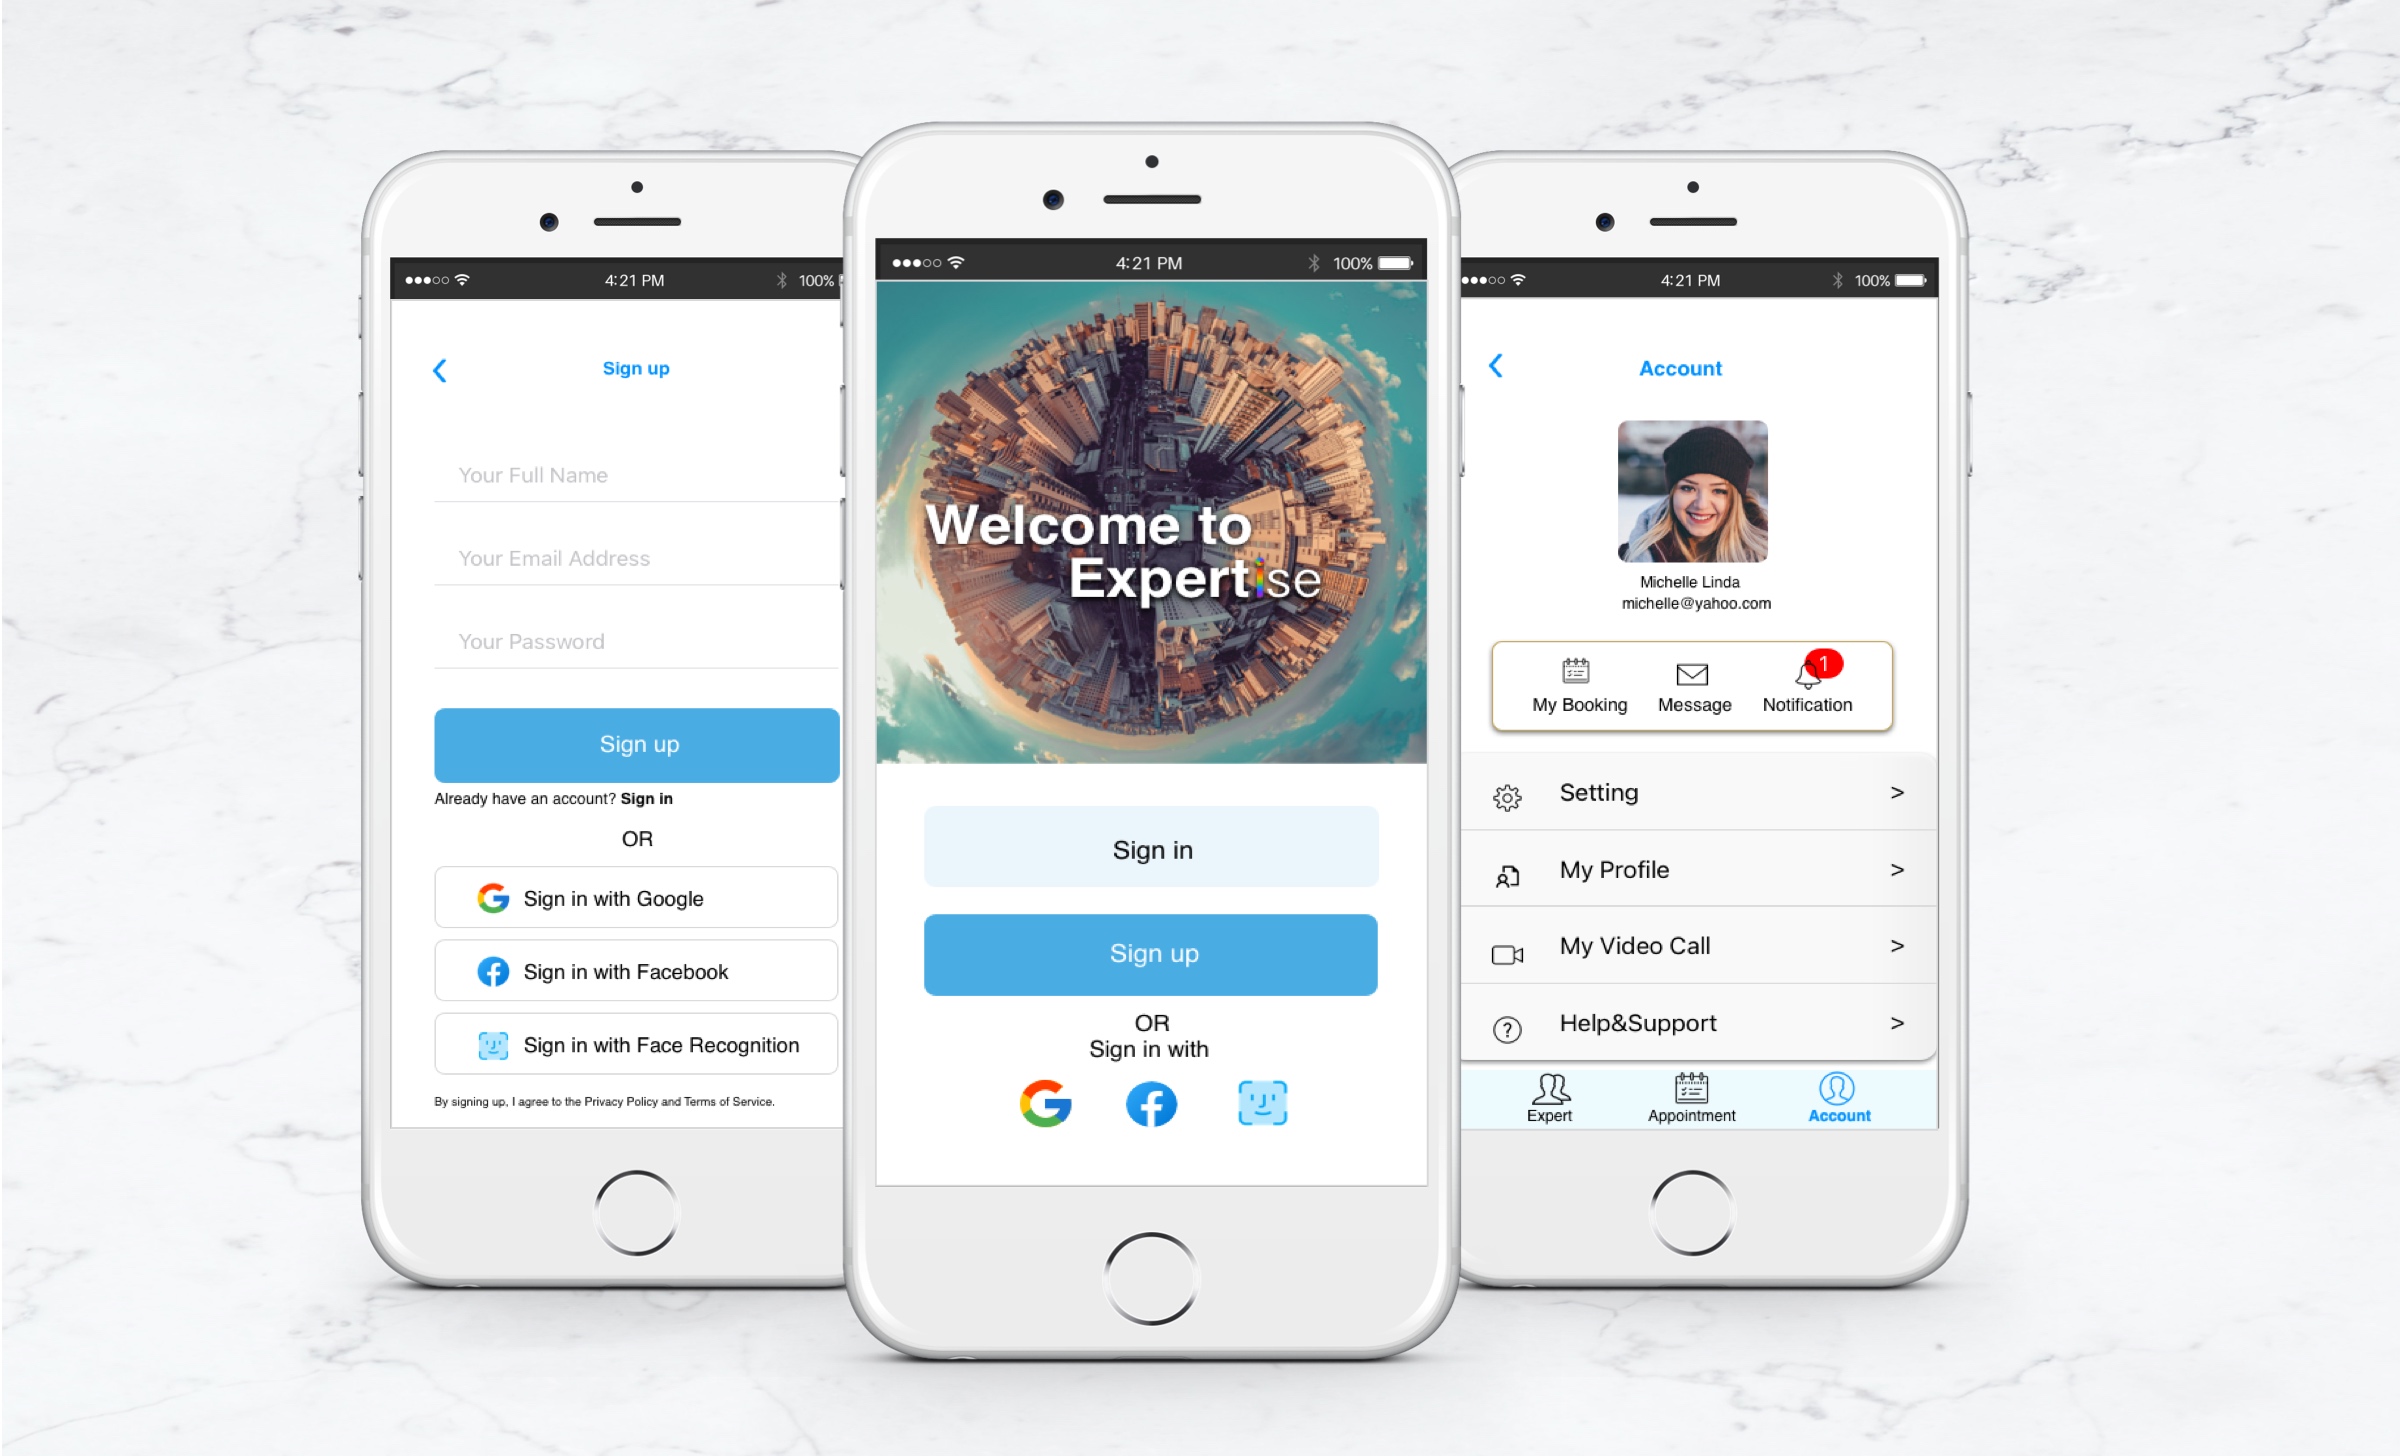 4:21 PM
100%
Sign up
Your Full Name
Your Email Address
Your Password
Sign up
Already have an account? Sign in
OR
Sign in with Google
Sign in with Facebook
Sign in with Face Recognition
By signing up, I agree to the Privacy Policy and Terms of Service.
4:21 PM
100%
Welcome to
Expertise
Sign in
Sign up
OR
Sign in with
4:21 PM
100%
Account
Michelle Linda
michelle@yahoo.com
1
My Booking Message Notification
Setting >
My Profile >
My Video Call >
Help&Support >
Expert Appointment Account